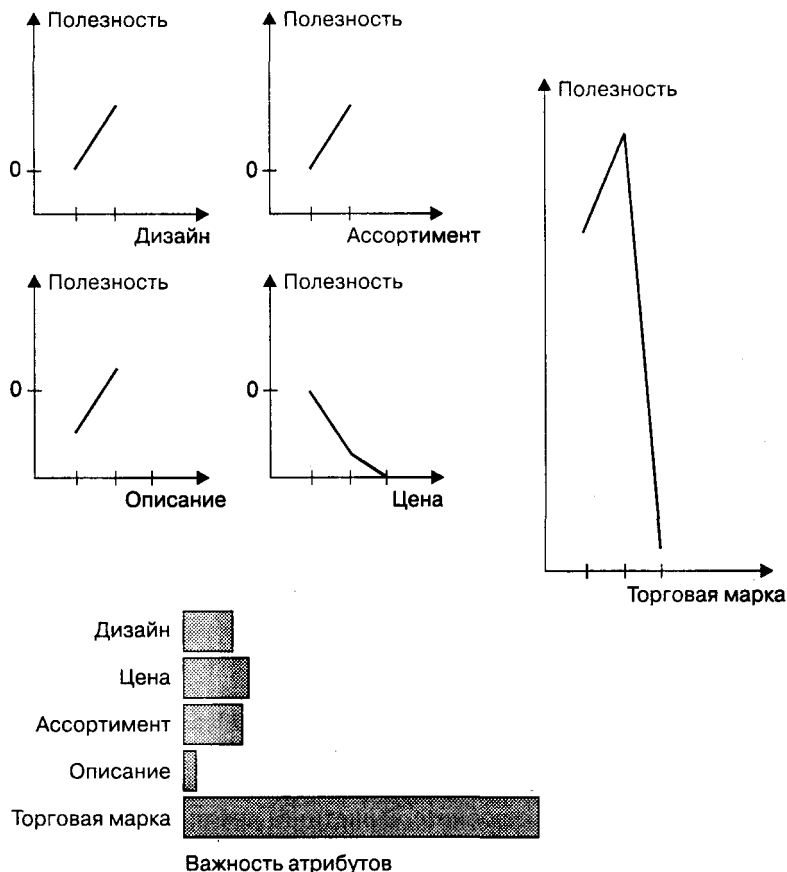 Полезность
0
Дизайн
Полезность
0
Ассортимент
Полезность
0
Описание
Полезность
0
Цена
Полезность
Торговая марка
Дизайн
Цена
Ассортимент
Описание
Торговая марка
Важность атрибутов